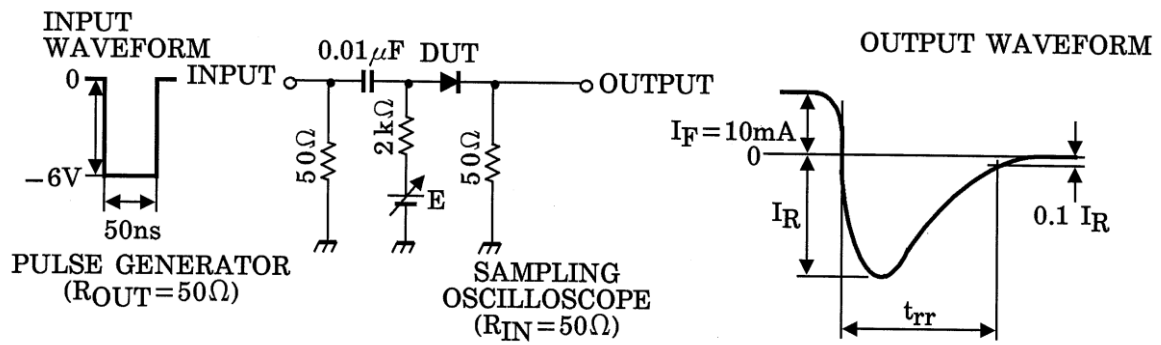 INPUT
WAVEFORM
0
−6V
50ns
PULSE GENERATOR
(ROUT=50Ω)
INPUT
0.01μF
DUT
OUTPUT
50Ω
2kΩ
E
50Ω
SAMPLING
OSCILLOSCOPE
(RIN=50Ω)
OUTPUT WAVEFORM
IF=10mA
0
IR
0.1 IR
trr